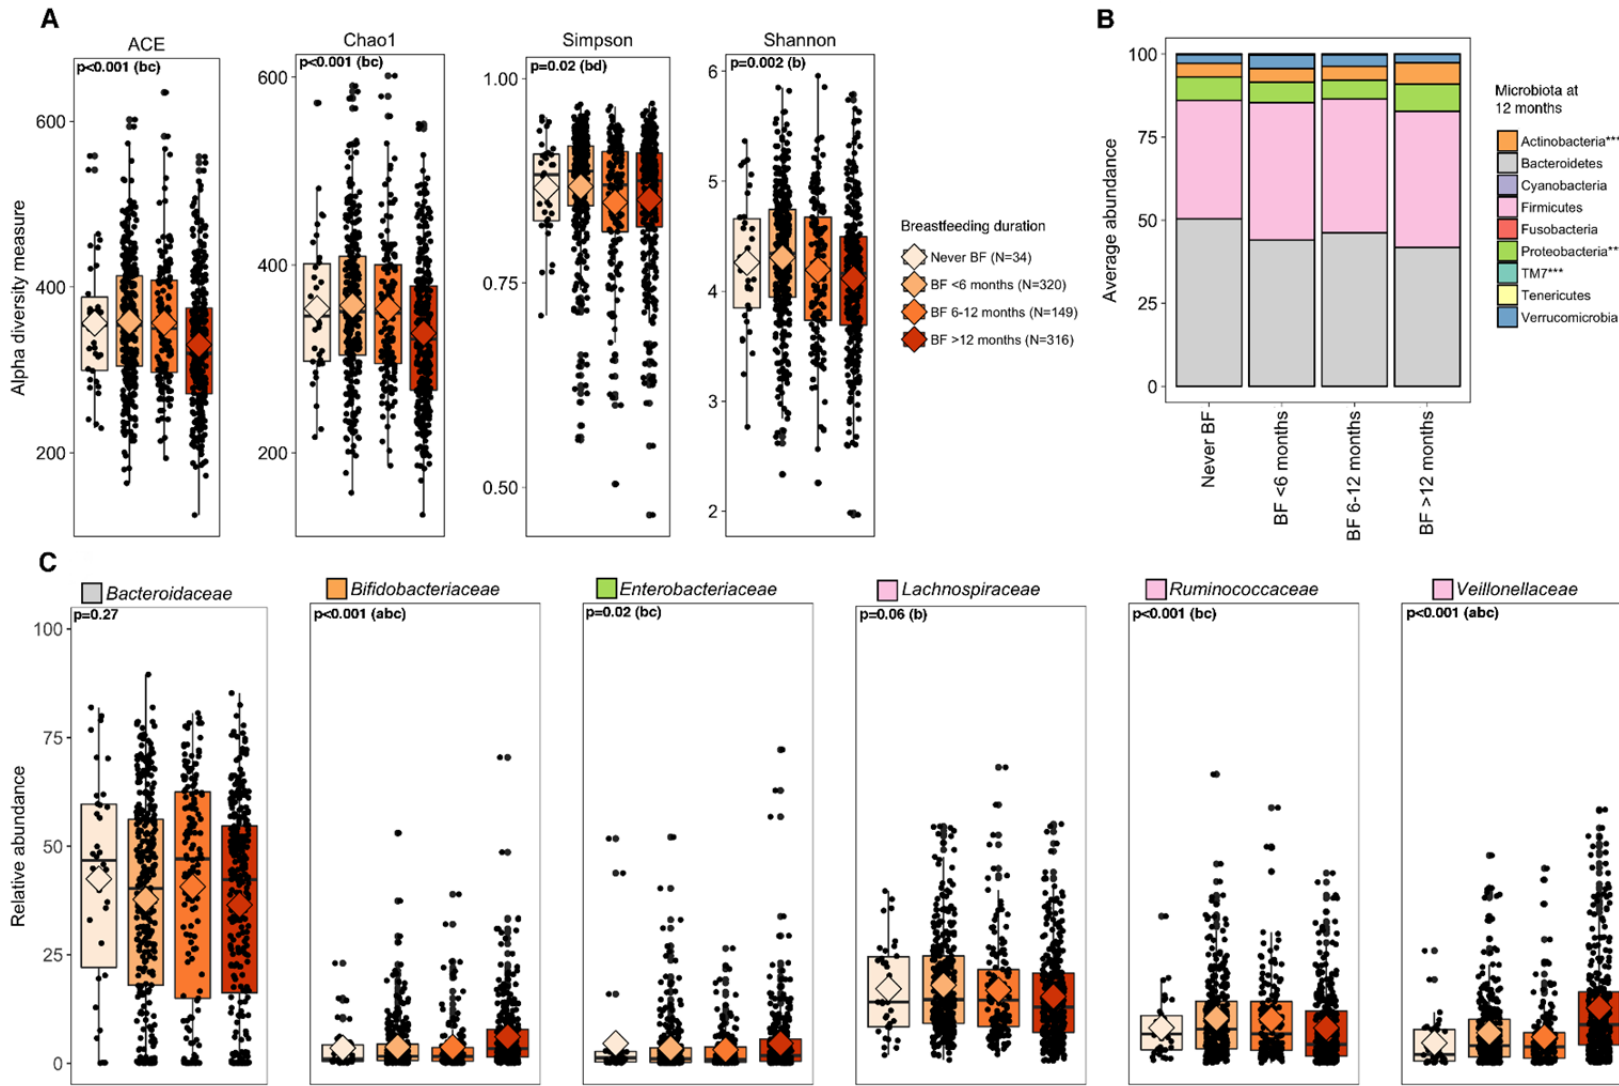 A
ACE
p<0.001 (bc)
Chao1
p<0.001 (bc)
Simpson
p=0.02 (bd)
Shannon
p=0.002 (b)
Alpha diversity measure
600
400
200
600
400
200
1.00
0.75
0.50
6
5
4
3
2
Breastfeeding duration
Never BF (N=34)
BF <6 months (N=320)
BF 6-12 months (N=149)
BF >12 months (N=316)
B
Average abundance
100
75
50
25
0
Never BF
BF <6 months
BF 6-12 months
BF >12 months
Microbiota at
12 months
Actinobacteria***
Bacteroidetes
Cyanobacteria
Firmicutes
Fusobacteria
Proteobacteria**
TM7***
Tenericutes
Verrucomicrobia
C
Relative abundance
100
75
50
25
0
Bacteroidaceae
p=0.27
Bifidobacteriaceae
p<0.001 (abc)
Enterobacteriaceae
p=0.02 (bc)
Lachnospiraceae
p=0.06 (b)
Ruminococcaceae
p<0.001 (bc)
Veillonellaceae
p<0.001 (abc)